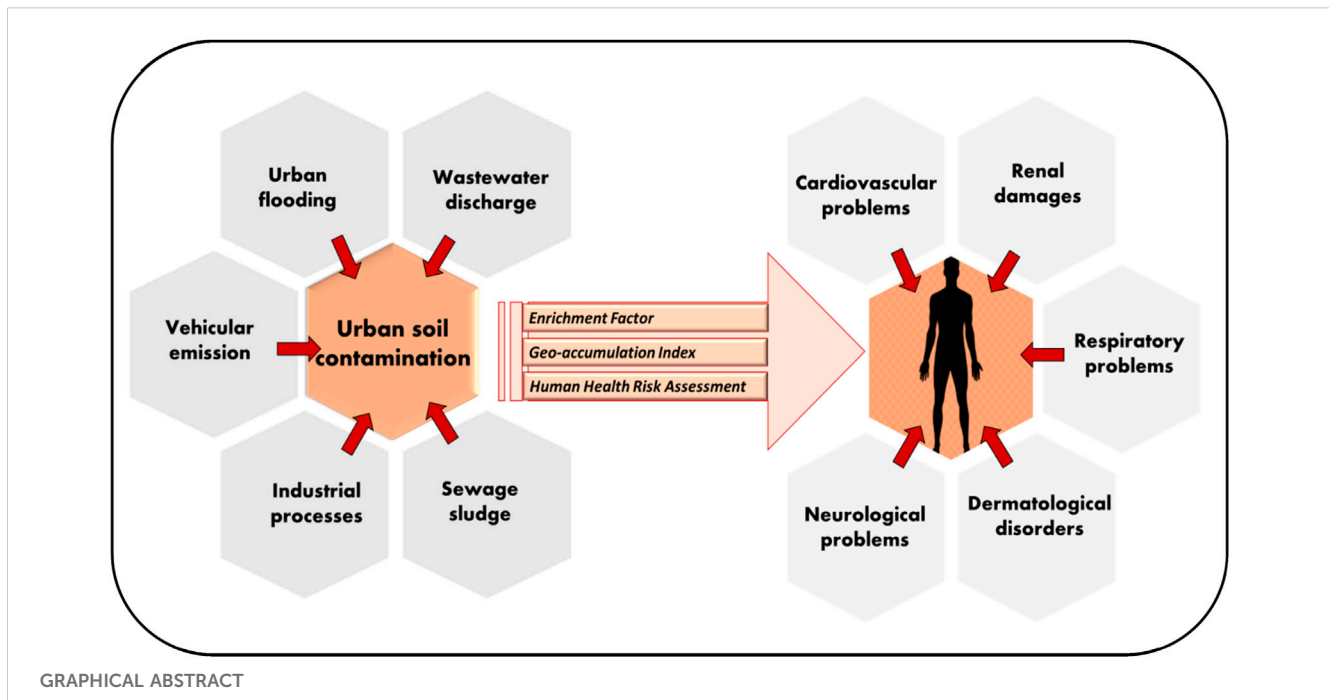 Urban
flooding
Wastewater
discharge
Vehicular
emission
Urban soil
contamination
Industrial
processes
Sewage
sludge
Enrichment Factor
Geo-accumulation Index
Human Health Risk Assessment
Cardiovascular
problems
Renal
damages
Respiratory
problems
Neurological
problems
Dermatological
disorders
GRAPHICAL ABSTRACT